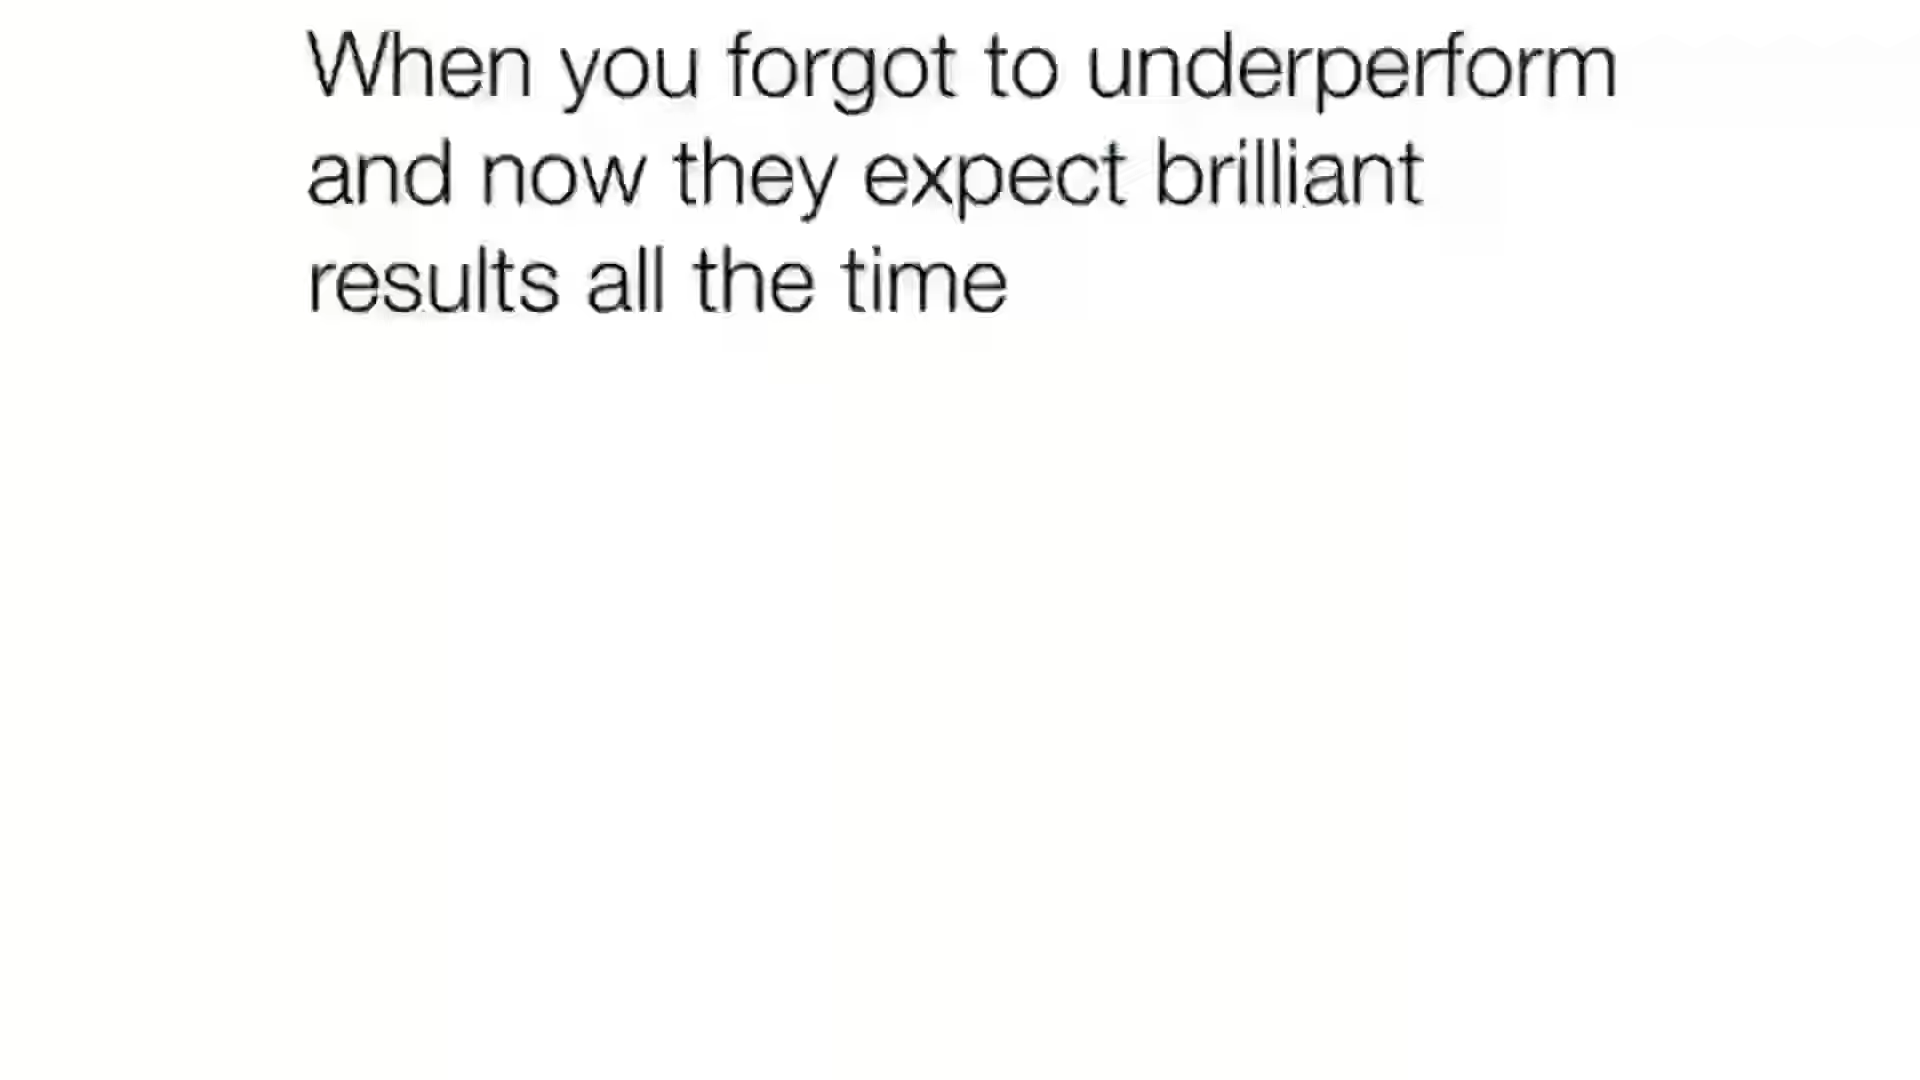 When you forgot to underperform
and now they expect brilliant
results all the time